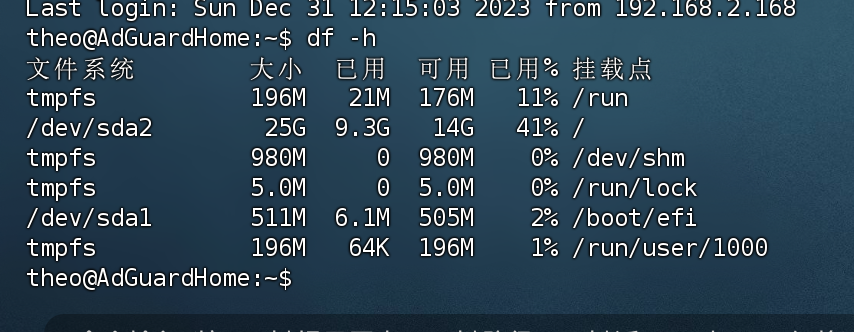 Last login: Sun Dec 31 12:15:03 2023 from 192.168.2.168
theo@AdGuardHome:~$ df -h
文件系统 大小 已用 可用 已用% 挂载点
tmpfs 196M 21M 176M 11% /run
/dev/sda2 25G 9.3G 14G 41% /
tmpfs 980M 0 980M 0% /dev/shm
tmpfs 5.0M 0 5.0M 0% /run/lock
/dev/sda1 511M 6.1M 505M 2% /boot/efi
tmpfs 196M 64K 196M 1% /run/user/1000
theo@AdGuardHome:~$